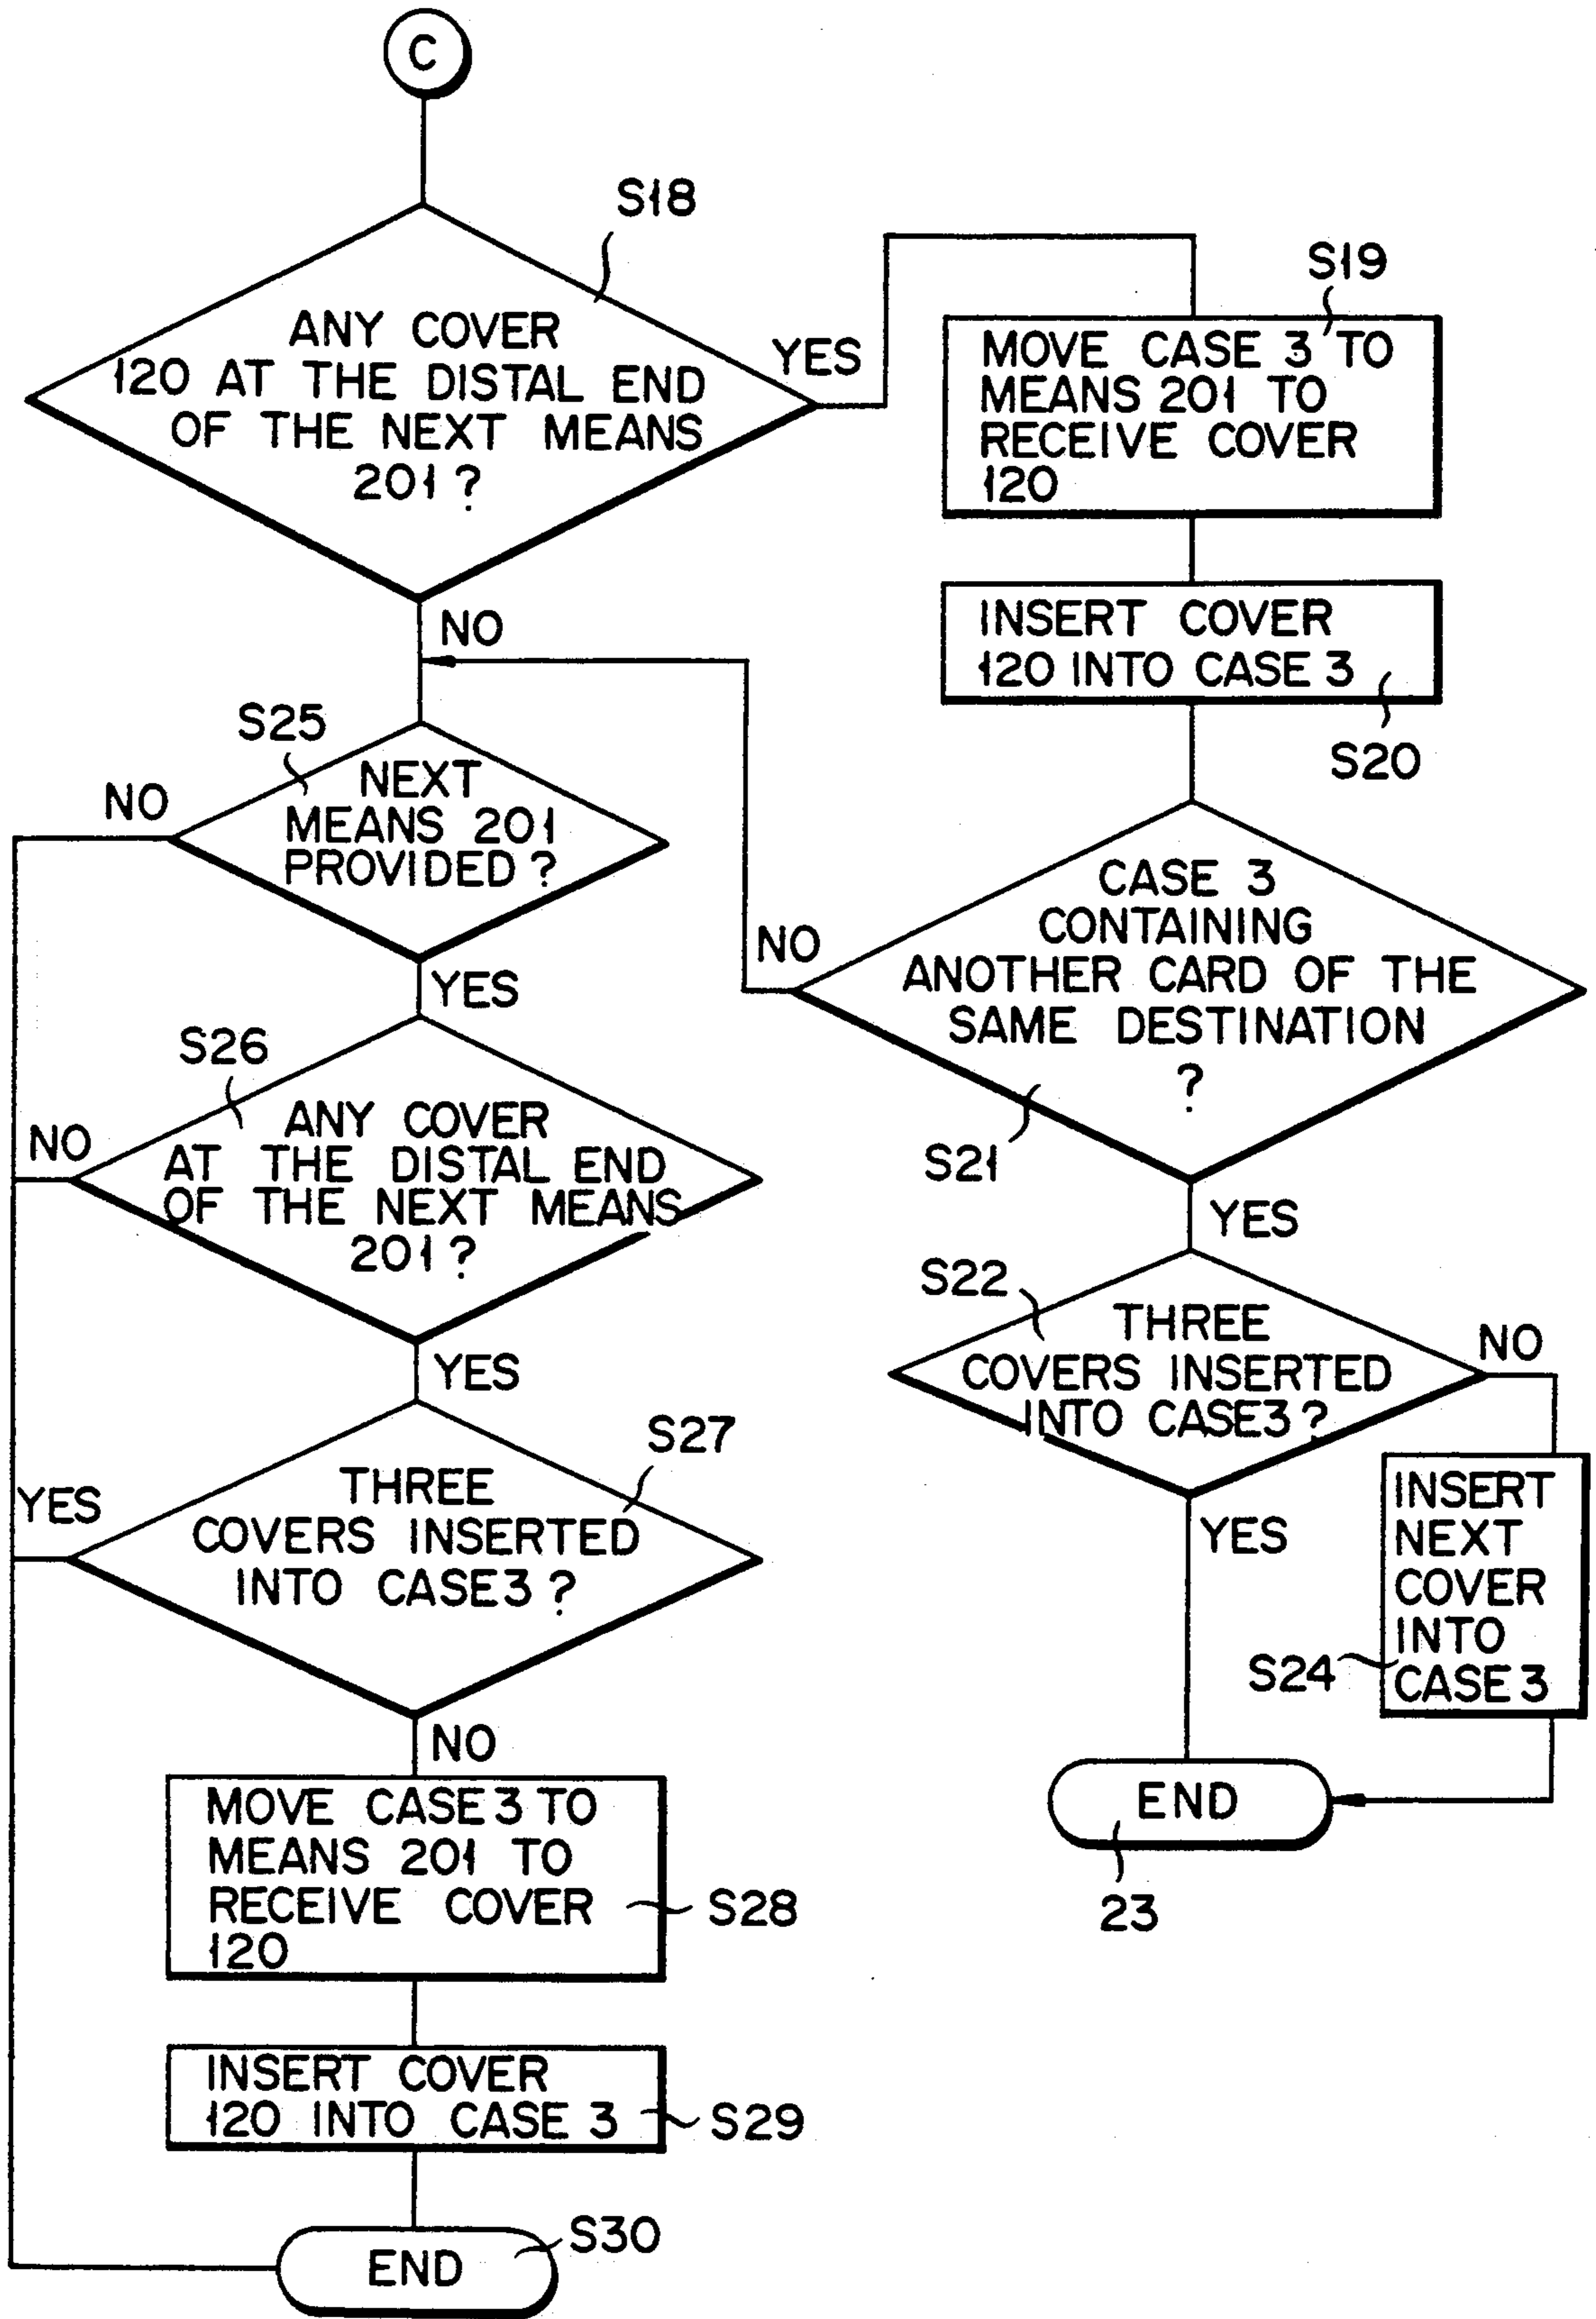 C
S18
ANY COVER
120 AT THE DISTAL END
OF THE NEXT MEANS
201?
YES
NO
S19
MOVE CASE 3 TO
MEANS 201 TO
RECEIVE COVER
120
INSERT COVER
120 INTO CASE 3
S20
S25
NEXT
MEANS 201
PROVIDED?
NO
YES
CASE 3
CONTAINING
ANOTHER CARD OF THE
SAME DESTINATION
?
NO
S21
YES
S26
ANY COVER
AT THE DISTAL END
OF THE NEXT MEANS
201?
NO
YES
S22
THREE
COVERS INSERTED
INTO CASE3?
NO
YES
S27
THREE
COVERS INSERTED
INTO CASE3?
YES
NO
INSERT
NEXT
COVER
INTO
CASE3
S24
END
23
MOVE CASE3 TO
MEANS 201 TO
RECEIVE COVER
120
S28
INSERT COVER
120 INTO CASE 3
S29
END
S30